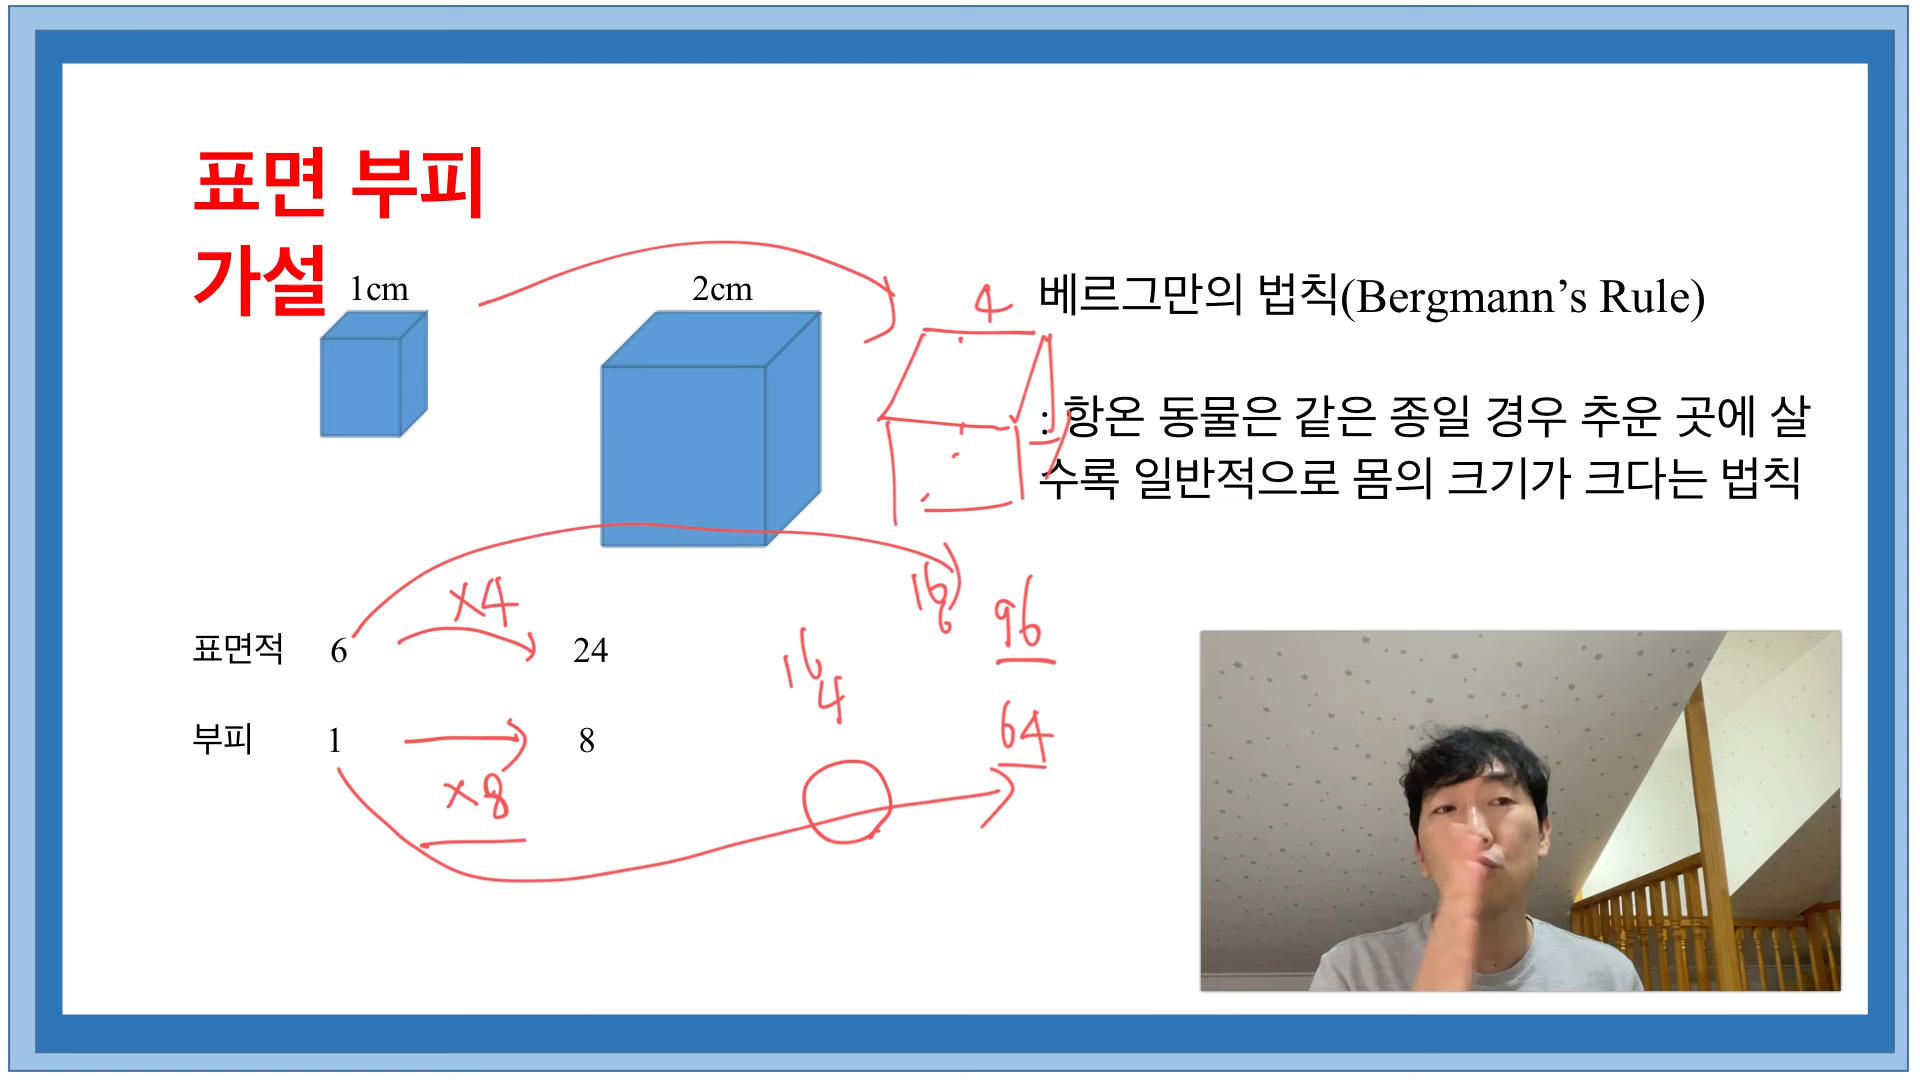 표면 부피
가설
1cm
2cm
4
베르그만의 법칙(Bergmann’s Rule)
: 항온 동물은 같은 종일 경우 추운 곳에 살
수록 일반적으로 몸의 크기가 크다는 법칙
×4
16
6
96
표면적 6 24
16
4
64
부피 1 8
×8